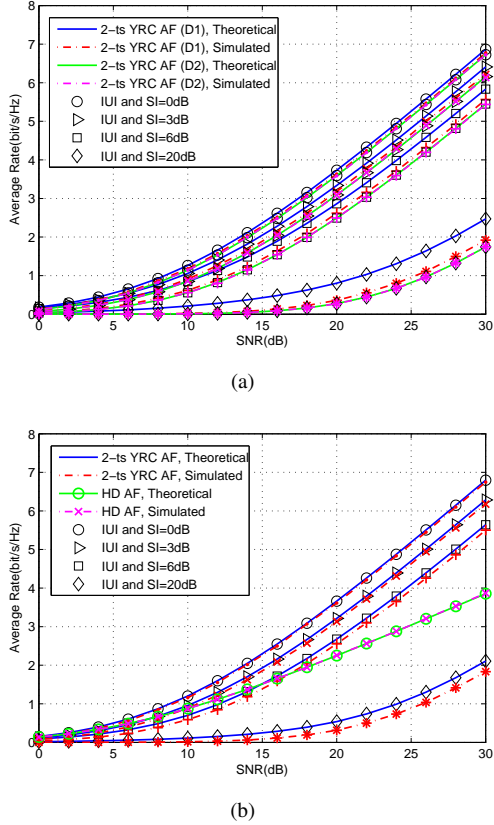 8
7
6
5
4
3
2
1
0
Average Rate(bit/s/Hz)
2-ts YRC AF (D1), Theoretical
2-ts YRC AF (D1), Simulated
2-ts YRC AF (D2), Theoretical
2-ts YRC AF (D2), Simulated
IUI and SI=0dB
IUI and SI=3dB
IUI and SI=6dB
IUI and SI=20dB
0 5 10 15 20 25 30
SNR(dB)
(a)
8
7
6
5
4
3
2
1
0
Average Rate(bit/s/Hz)
2-ts YRC AF, Theoretical
2-ts YRC AF, Simulated
HD AF, Theoretical
HD AF, Simulated
IUI and SI=0dB
IUI and SI=3dB
IUI and SI=6dB
IUI and SI=20dB
0 5 10 15 20 25 30
SNR(dB)
(b)